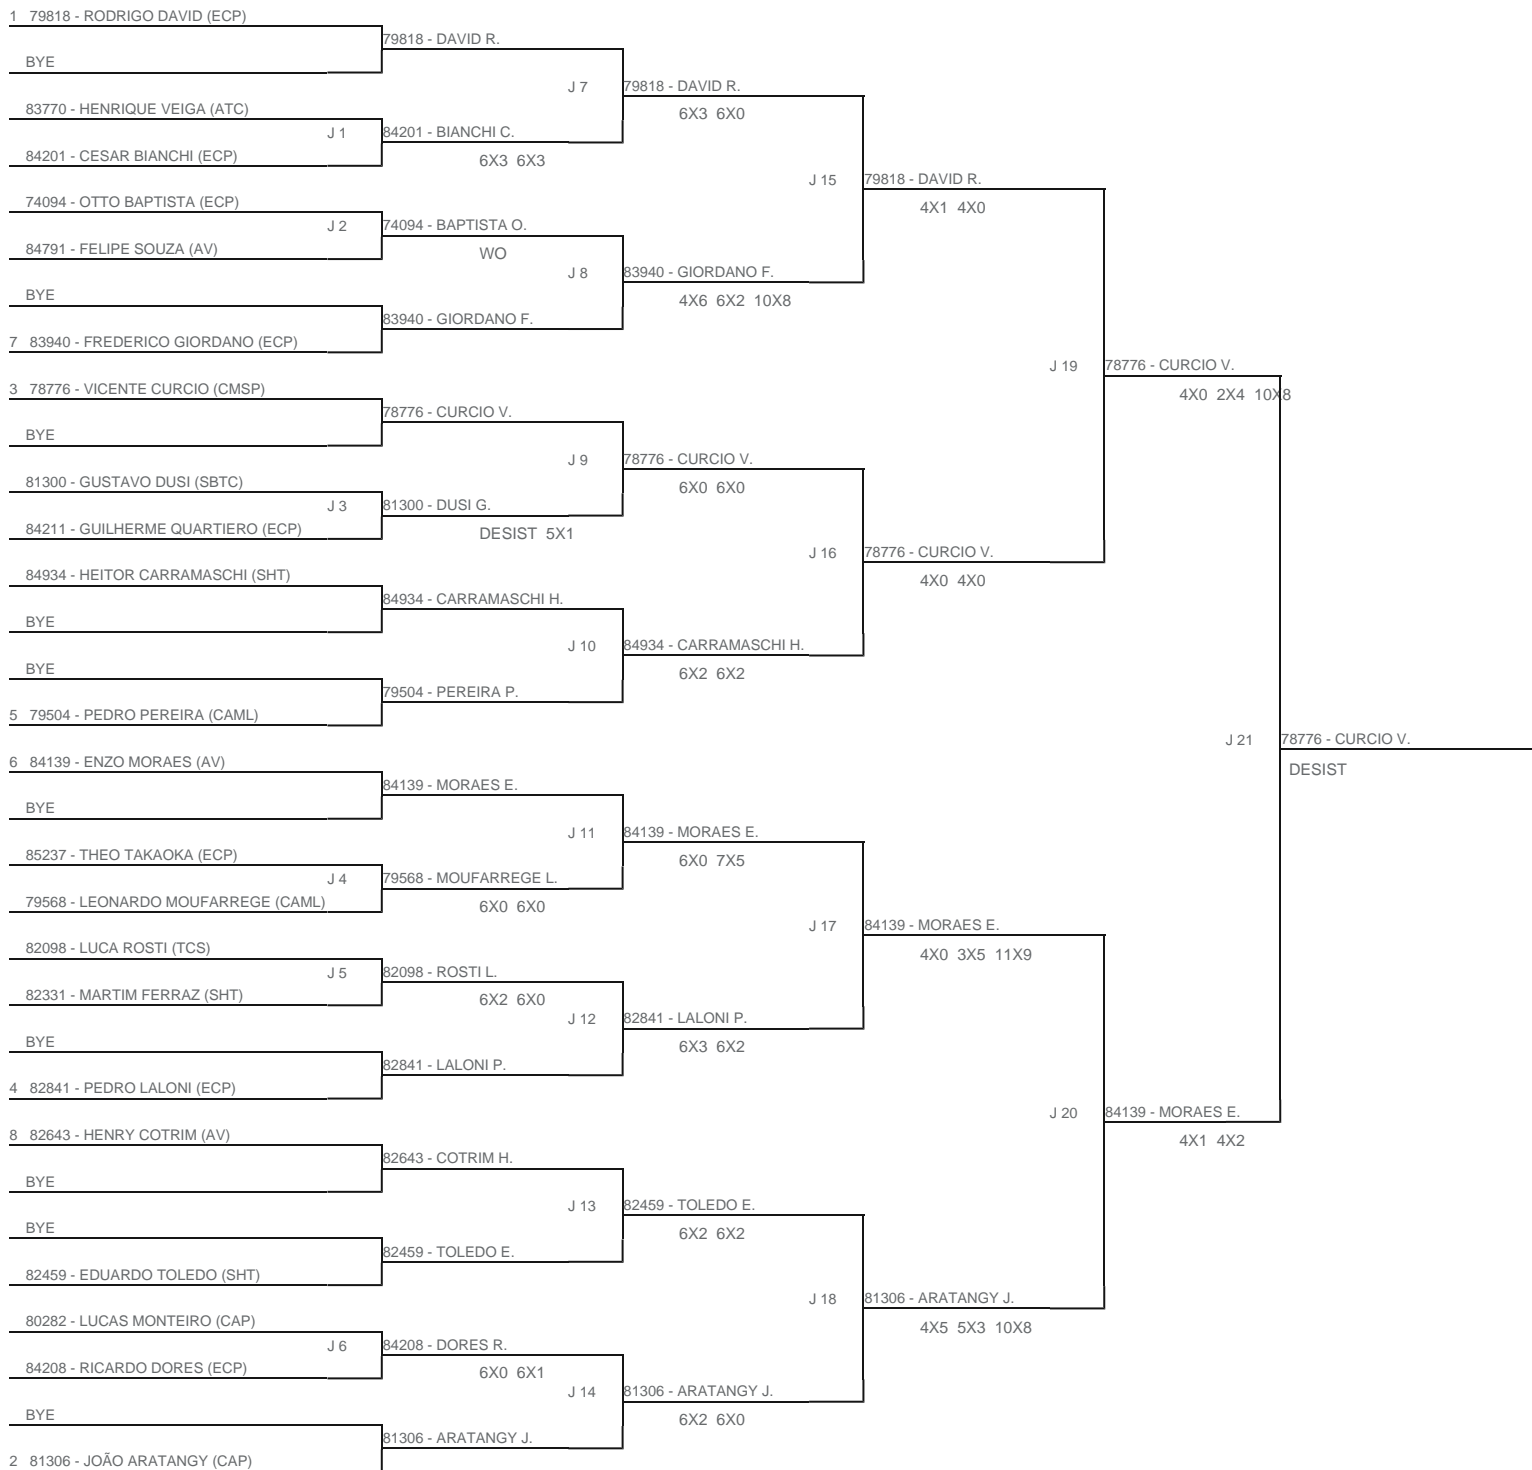 1 79818 - RODRIGO DAVID (ECP)
79818 - DAVID R.
BYE
J 7
79818 - DAVID R.
6X3 6X0
83770 - HENRIQUE VEIGA (ATC)
J 1
84201 - BIANCHI C.
6X3 6X3
84201 - CESAR BIANCHI (ECP)
J 15
79818 - DAVID R.
4X1 4X0
74094 - OTTO BAPTISTA (ECP)
J 2
74094 - BAPTISTA O.
WO
84791 - FELIPE SOUZA (AV)
J 8
83940 - GIORDANO F.
4X6 6X2 10X8
BYE
83940 - GIORDANO F.
7 83940 - FREDERICO GIORDANO (ECP)
J 19
78776 - CURCIO V.
4X0 2X4 10X8
3 78776 - VICENTE CURCIO (CMSP)
78776 - CURCIO V.
BYE
J 9
78776 - CURCIO V.
6X0 6X0
81300 - GUSTAVO DUSI (SBTC)
J 3
81300 - DUSI G.
DESIST 5X1
84211 - GUILHERME QUARTIERO (ECP)
J 16
78776 - CURCIO V.
4X0 4X0
84934 - HEITOR CARRAMASCHI (SHT)
84934 - CARRAMASCHI H.
BYE
J 10
84934 - CARRAMASCHI H.
6X2 6X2
BYE
79504 - PEREIRA P.
5 79504 - PEDRO PEREIRA (CAML)
J 21
78776 - CURCIO V.
DESIST
6 84139 - ENZO MORAES (AV)
84139 - MORAES E.
BYE
J 11
84139 - MORAES E.
6X0 7X5
85237 - THEO TAKAOKA (ECP)
J 4
79568 - MOUFARREGE L.
6X0 6X0
79568 - LEONARDO MOUFARREGE (CAML)
J 17
84139 - MORAES E.
4X0 3X5 11X9
82098 - LUCA ROSTI (TCS)
J 5
82098 - ROSTI L.
6X2 6X0
82331 - MARTIM FERRAZ (SHT)
J 12
82841 - LALONI P.
6X3 6X2
BYE
82841 - LALONI P.
4 82841 - PEDRO LALONI (ECP)
J 20
84139 - MORAES E.
4X1 4X2
8 82643 - HENRY COTRIM (AV)
82643 - COTRIM H.
BYE
J 13
82459 - TOLEDO E.
6X2 6X2
BYE
82459 - TOLEDO E.
82459 - EDUARDO TOLEDO (SHT)
J 18
81306 - ARATANGY J.
4X5 5X3 10X8
80282 - LUCAS MONTEIRO (CAP)
J 6
84208 - DORES R.
6X0 6X1
84208 - RICARDO DORES (ECP)
J 14
81306 - ARATANGY J.
6X2 6X0
BYE
81306 - ARATANGY J.
2 81306 - JOÃO ARATANGY (CAP)